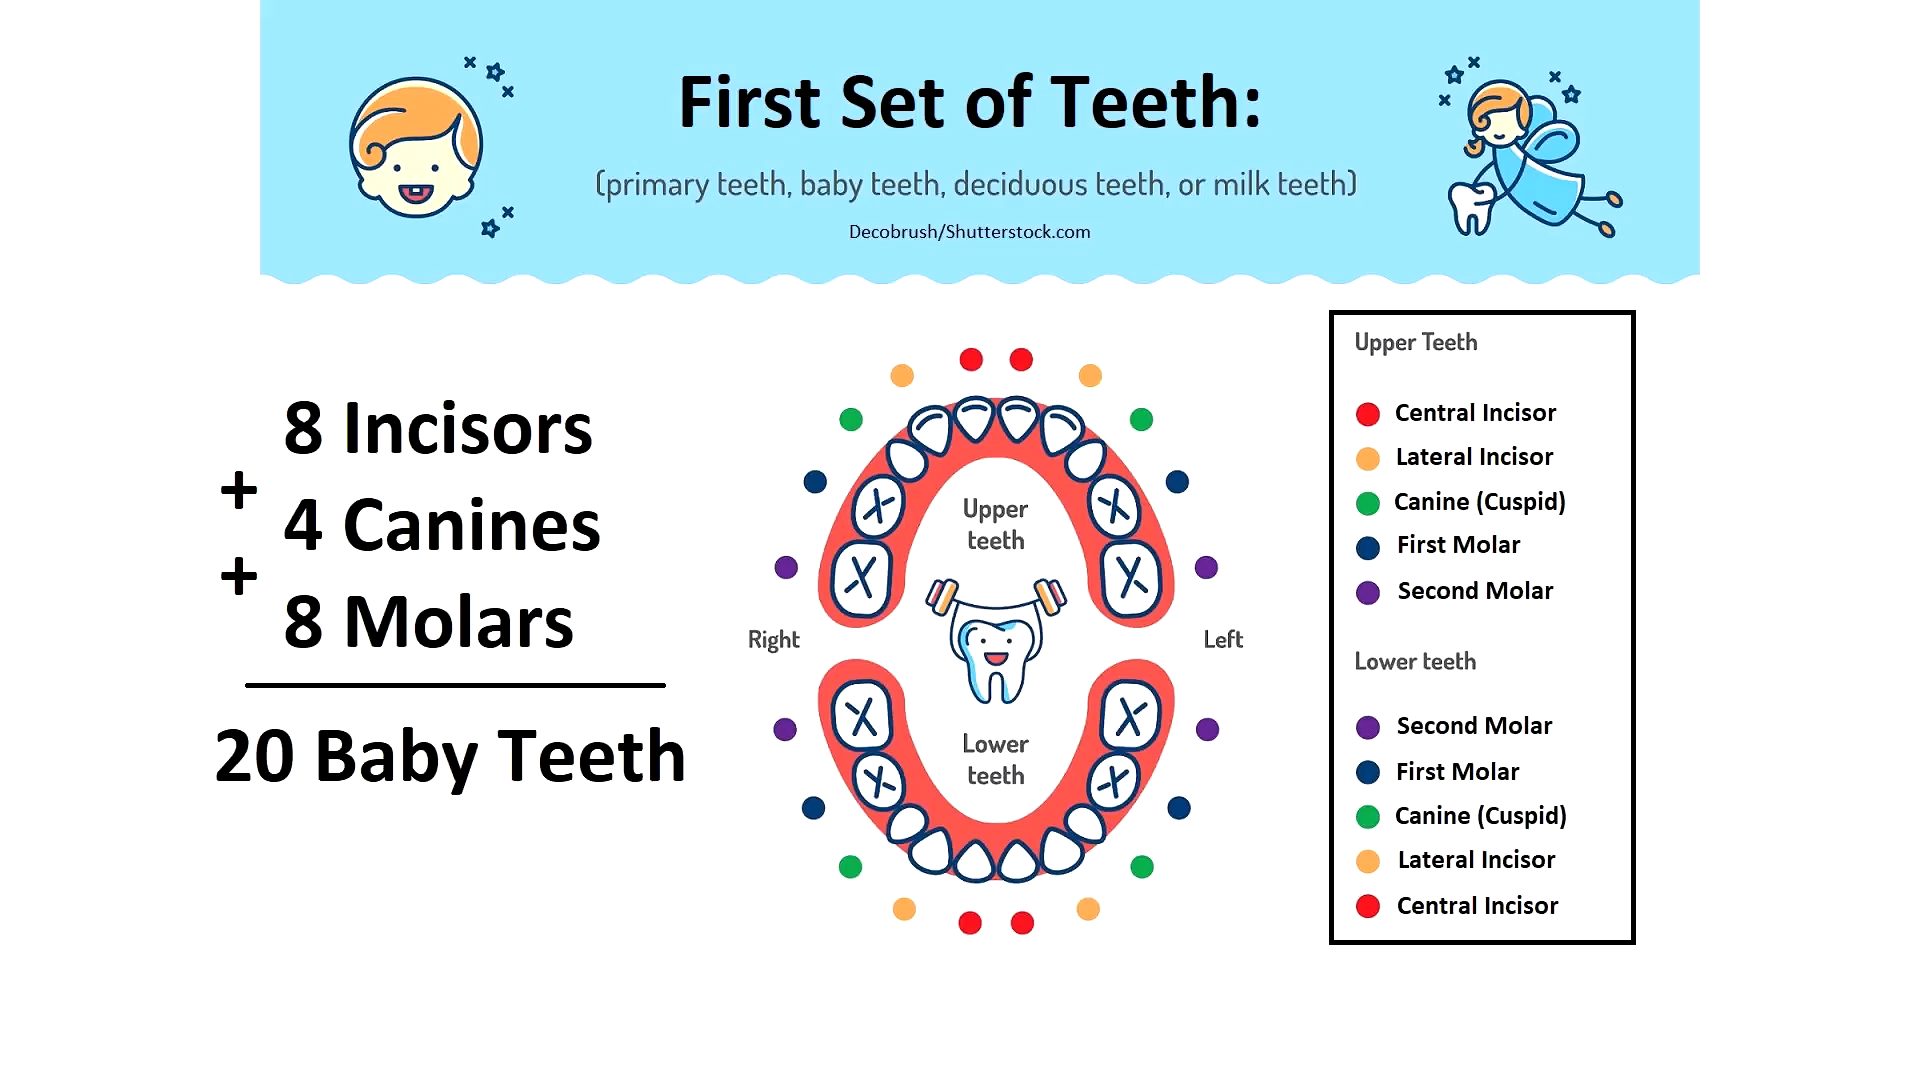 First Set of Teeth:
(primary teeth, baby teeth, deciduous teeth, or milk teeth)
Decobrush/Shutterstock.com
8 Incisors
+
4 Canines
+
8 Molars
20 Baby Teeth
Upper
teeth
Right
Left
Lower
teeth
Upper Teeth
Central Incisor
Lateral Incisor
Canine (Cuspid)
First Molar
Second Molar
Lower teeth
Second Molar
First Molar
Canine (Cuspid)
Lateral Incisor
Central Incisor